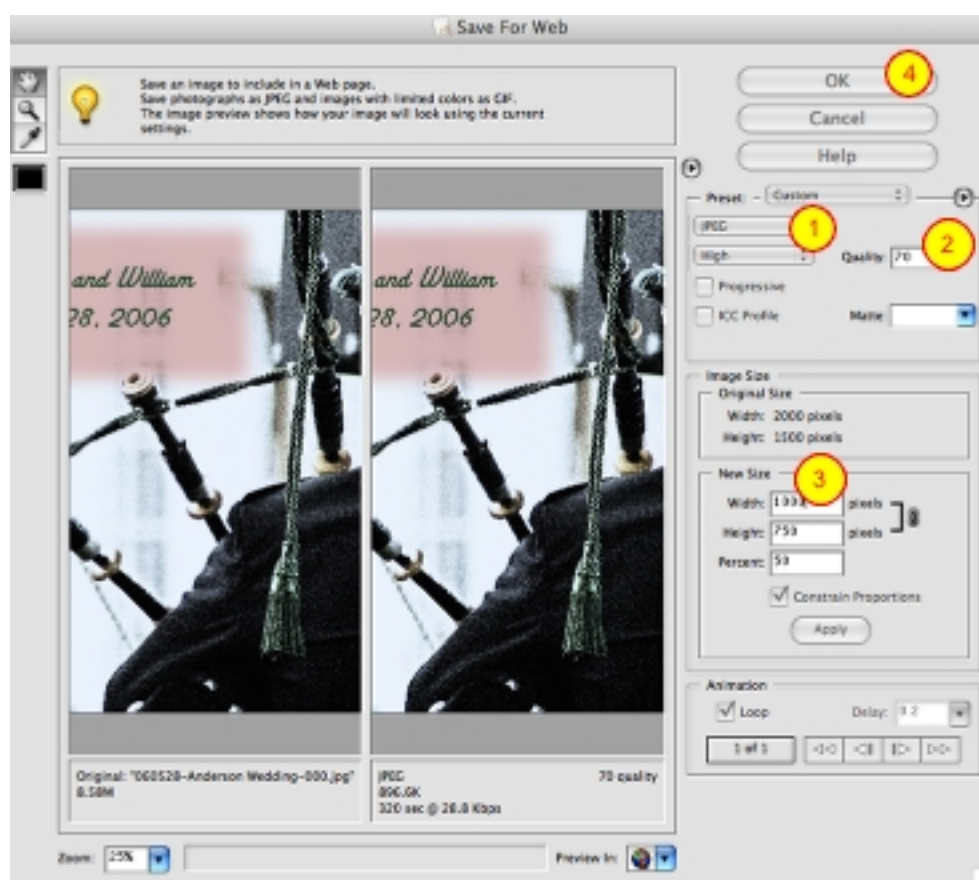 Save For Web
Save an image to include in a Web page.
Save photographs as JPEG and images with limited colors as GIF.
The image preview shows how your image will look using the current
settings.
OK
4
Cancel
Help
Preset: Custom
JPEG
1
High
Quality: 70
2
Progressive
ICC Profile
Matte:
and William
28, 2006
and William
28, 2006
Image Size
Original Size
Width: 2000 pixels
Height: 1500 pixels
New Size
3
Width: pixels
Height: 750 pixels
Percent: 50
Constrain Proportions
Apply
Animation
Loop
Delay: 0.2
1 of 1
Original: "060528-Anderson Wedding-000.jpg"
8.58M
JPEG
70 quality
896.6K
320 sec @ 28.8 Kbps
Zoom: 25%
Preview In: